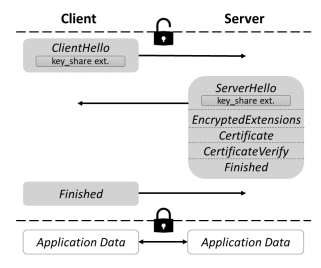 Client Server
ClientHello
key_share ext.
ServerHello
key_share ext.
EncryptedExtensions
Certificate
CertificateVerify
Finished
Finished
Application Data Application Data